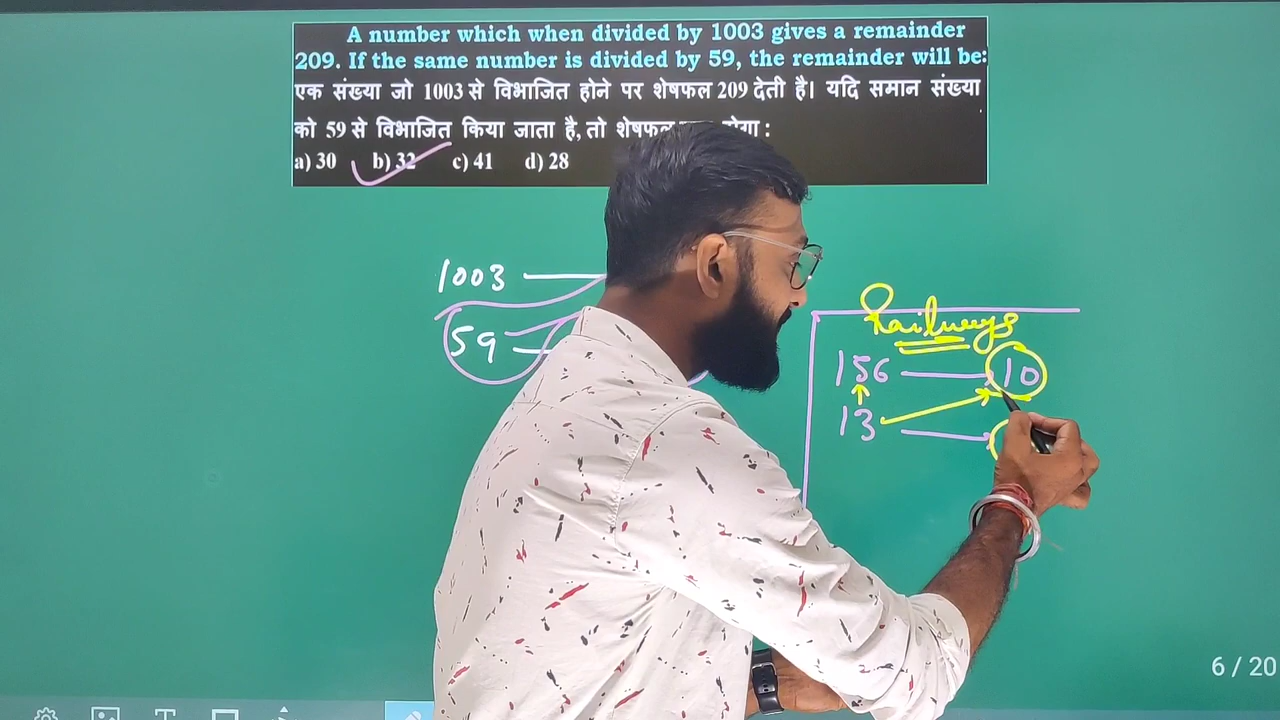 A number which when divided by 1003 gives a remainder
209. If the same number is divided by 59, the remainder will be:
एक संख्या जो 1003 से विभाजित होने पर शेषफल 209 देती है। यदि समान संख्या
को 59 से विभाजित किया जाता है, तो
a) 30 b) 32 c) 41 d) 28
1003
59
Railways
156 10
13
6 / 20